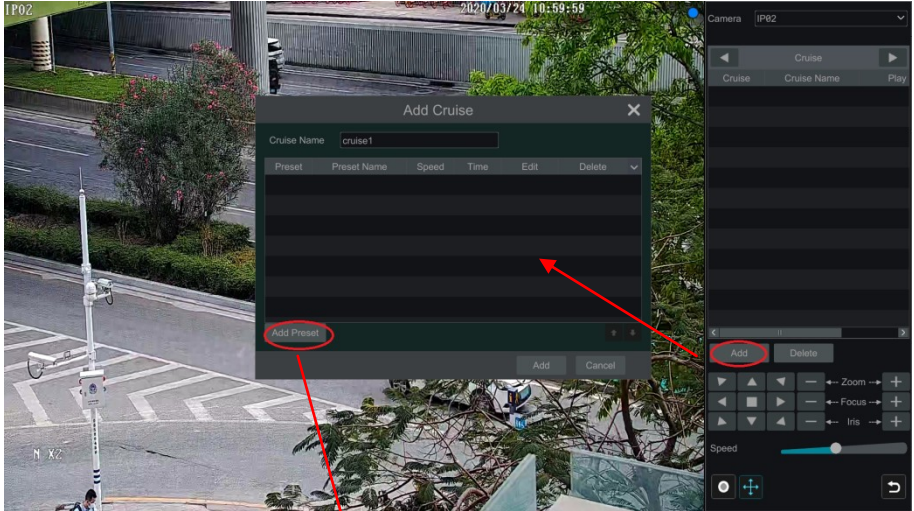 IP02
2020/03/24 10:59:59
Camera IP02
Cruise
Cruise Cruise Name Play
Add Cruise
Cruise Name cruise1
Preset Preset Name Speed Time Edit Delete
Add Preset
Add Cancel
Add Delete
Zoom
Focus
Iris
Speed
N XZ